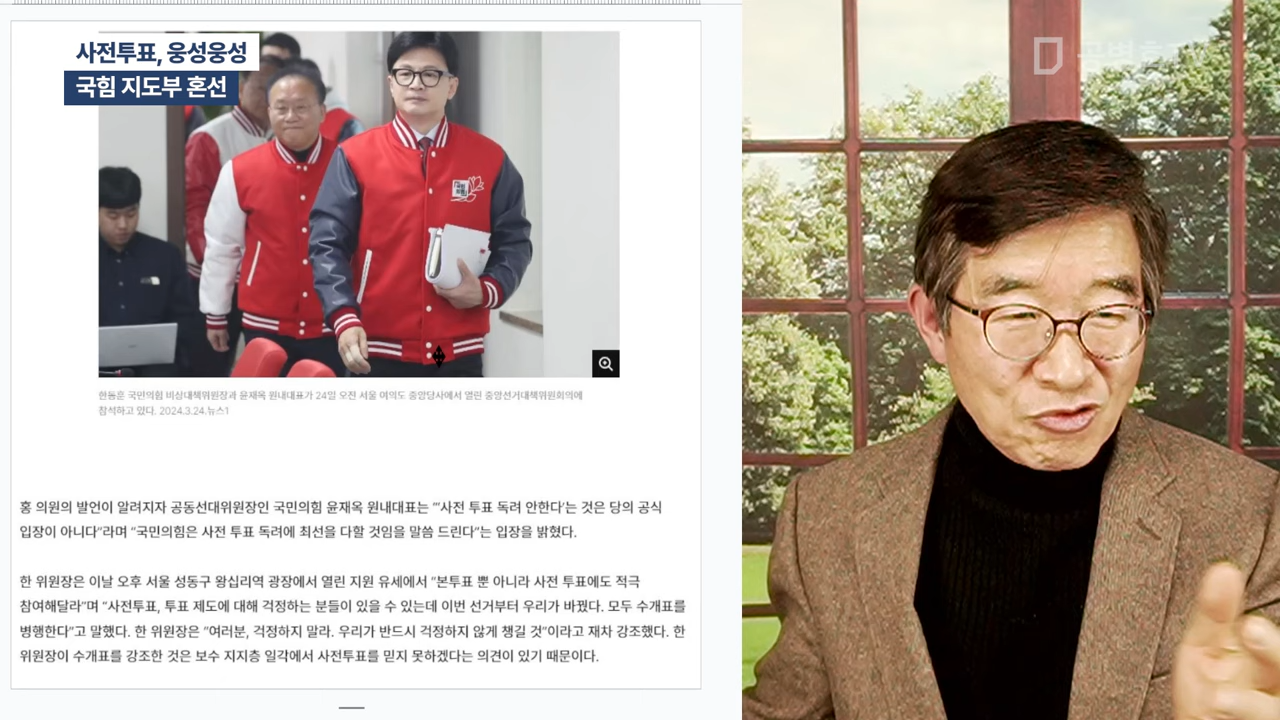 사전투표, 웅성웅성
국힘 지도부 혼선
한동훈 국민의힘 비상대책위원장과 윤재옥 원내대표가 24일 오전 서울 여의도 중앙당사에서 열린 중앙선거대책위원회의에
참석하고 있다. 2024.3.24.뉴스1
홍 의원의 발언이 알려지자 공동선대위원장인 국민의힘 윤재옥 원내대표는 “‘사전 투표 독려 안한다’는 것은 당의 공식
입장이 아니다”라며 “국민의힘은 사전 투표 독려에 최선을 다할 것임을 말씀 드린다”는 입장을 밝혔다.
한 위원장은 이날 오후 서울 성동구 왕십리역 광장에서 열린 지원 유세에서 “본투표 뿐 아니라 사전 투표에도 적극
참여해달라”며 “사전투표, 투표 제도에 대해 걱정하는 분들이 있을 수 있는데 이번 선거부터 우리가 바꿨다. 모두 수개표를
병행한다”고 말했다. 한 위원장은 “여러분, 걱정하지 말라. 우리가 반드시 걱정하지 않게 챙길 것”이라고 재차 강조했다. 한
위원장이 수개표를 강조한 것은 보수 지지층 일각에서 사전투표를 믿지 못하겠다는 의견이 있기 때문이다.